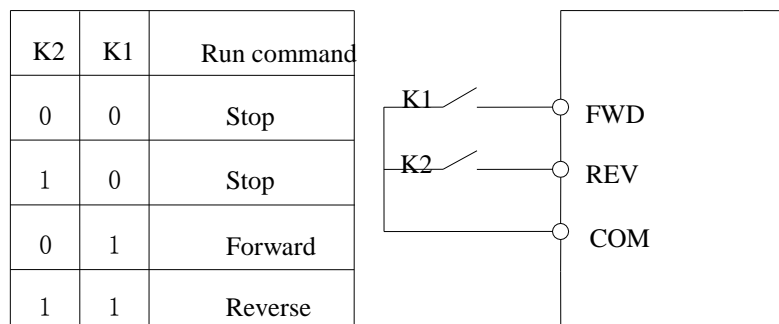 K2 K1 Run command
0 0 Stop
1 0 Stop
0 1 Forward
1 1 Reverse
K1 FWD
K2 REV
COM